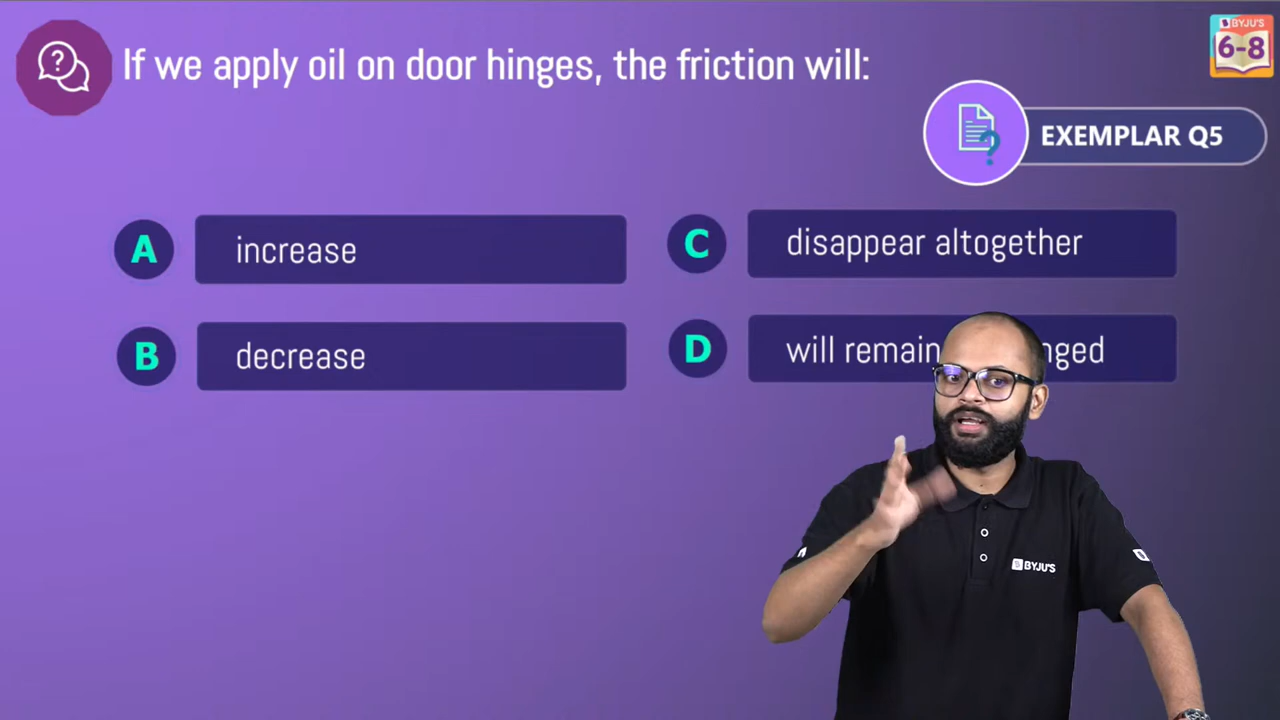 If we apply oil on door hinges, the friction will:
BYJU'S
6-8
?
EXEMPLAR Q5
A increase
C disappear altogether
B decrease
D will remain nged
BYJU'S